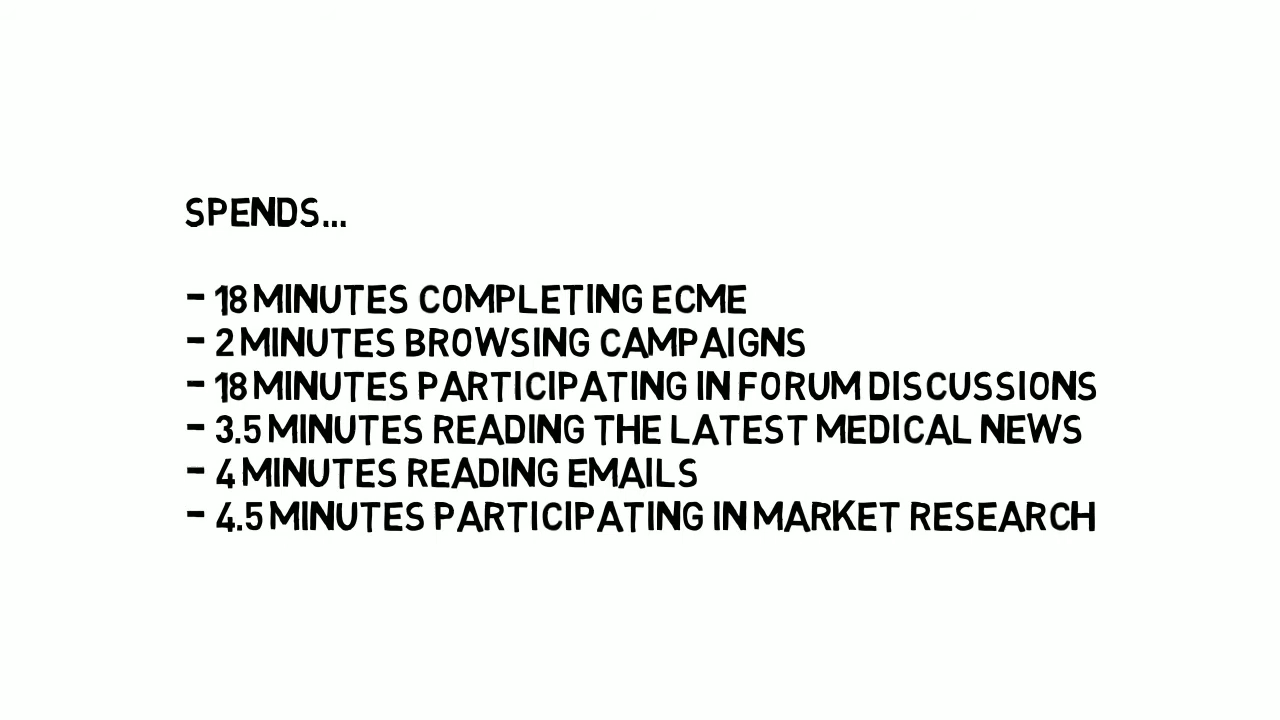 SPENDS...
- 18 MINUTES COMPLETING ECME
- 2 MINUTES BROWSING CAMPAIGNS
- 18 MINUTES PARTICIPATING IN FORUM DISCUSSIONS
- 3.5 MINUTES READING THE LATEST MEDICAL NEWS
- 4 MINUTES READING EMAILS
- 4.5 MINUTES PARTICIPATING IN MARKET RESEARCH